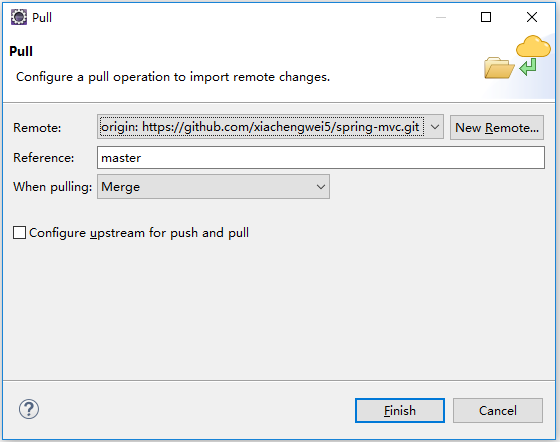 Pull
Pull
Configure a pull operation to import remote changes.
Remote: origin: https://github.com/xiachengwei5/spring-mvc.git New Remote...
Reference: master
When pulling: Merge
Configure upstream for push and pull
? Finish Cancel